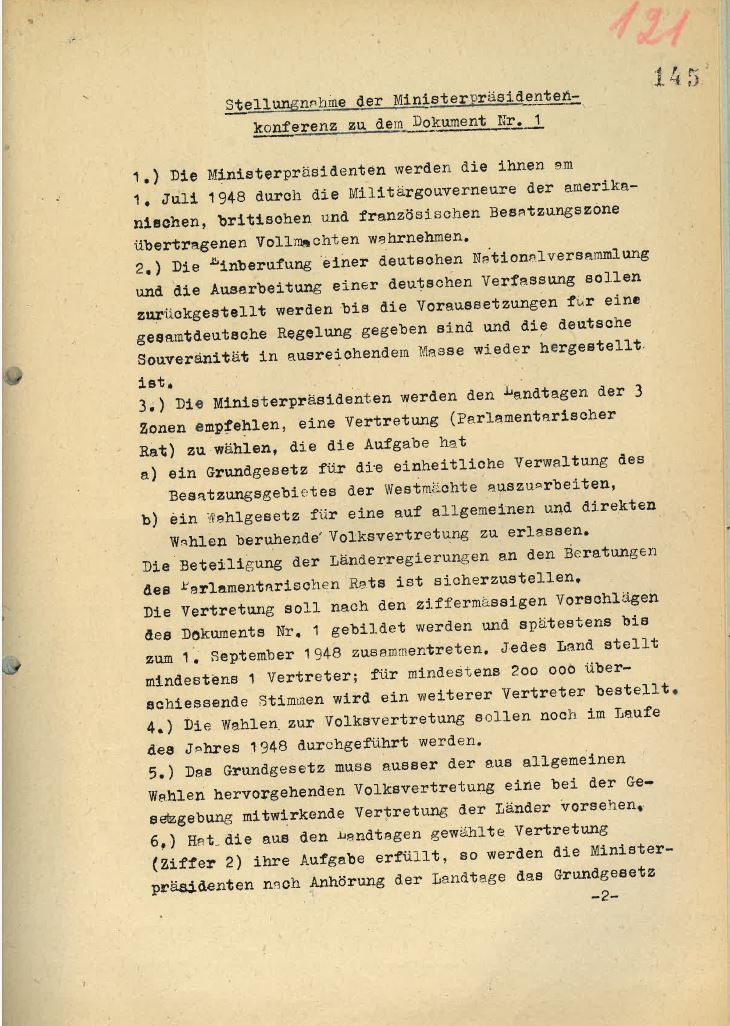 121
145
Stellungnahme der Ministerpräsidenten-
konferenz zu dem Dokument Nr. 1
1.) Die Ministerpräsidenten werden die ihnen am
1. Juli 1948 durch die Militärgouverneure der amerika-
nischen, britischen und französischen Besatzungszone
übertragenen Vollmachten wahrnehmen.
2.) Die Einberufung einer deutschen Nationalversammlung
und die Ausarbeitung einer deutschen Verfassung sollen
zurückgestellt werden bis die Voraussetzungen für eine
gesamtdeutsche Regelung gegeben sind und die deutsche
Souveränität in ausreichendem Masse wieder hergestellt
ist.
3.) Die Ministerpräsidenten werden den Landtagen der 3
Zonen empfehlen, eine Vertretung (Parlamentarischer
Rat) zu wählen, die die Aufgabe hat
a) ein Grundgesetz für die einheitliche Verwaltung des
Besatzungsgebietes der Westmächte auszuarbeiten,
b) ein Wahlgesetz für eine auf allgemeinen und direkten
Wahlen beruhende Volksvertretung zu erlassen.
Die Beteiligung der Länderregierungen an den Beratungen
des Parlamentarischen Rats ist sicherzustellen.
Die Vertretung soll nach den ziffermässigen Vorschlägen
des Dokuments Nr. 1 gebildet werden und spätestens bis
zum 1. September 1948 zusammentreten. Jedes Land stellt
mindestens 1 Vertreter; für mindestens 200 000 über-
schiessende Stimmen wird ein weiterer Vertreter bestellt.
4.) Die Wahlen zur Volksvertretung sollen noch im Laufe
des Jahres 1948 durchgeführt werden.
5.) Das Grundgesetz muss ausser der aus allgemeinen
Wahlen hervorgehenden Volksvertretung eine bei der Ge-
setzgebung mitwirkende Vertretung der Länder vorsehen.
6.) Hat die aus den Landtagen gewählte Vertretung
(Ziffer 2) ihre Aufgabe erfüllt, so werden die Minister-
präsidenten nach Anhörung der Landtage das Grundgesetz
-2-